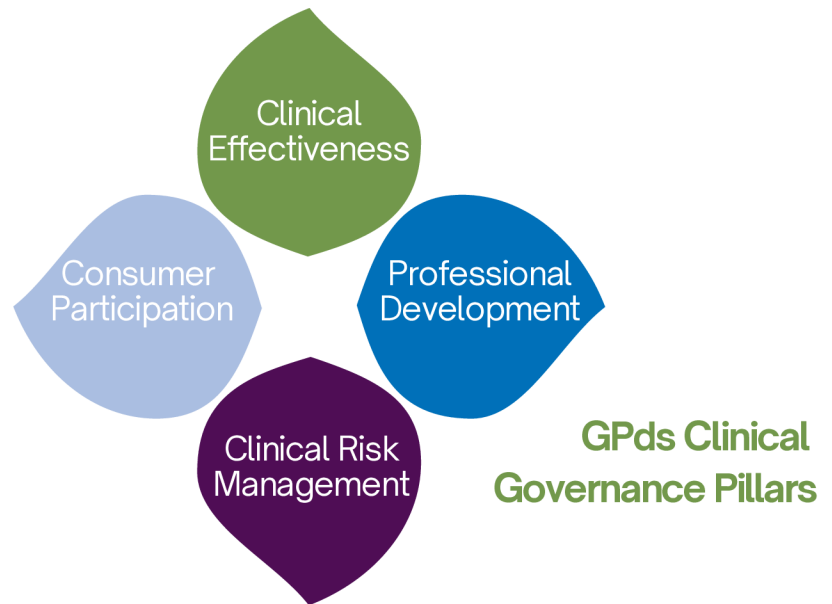 Clinical
Effectiveness
Consumer
Participation
Professional
Development
Clinical Risk
Management
GPds Clinical
Governance Pillars